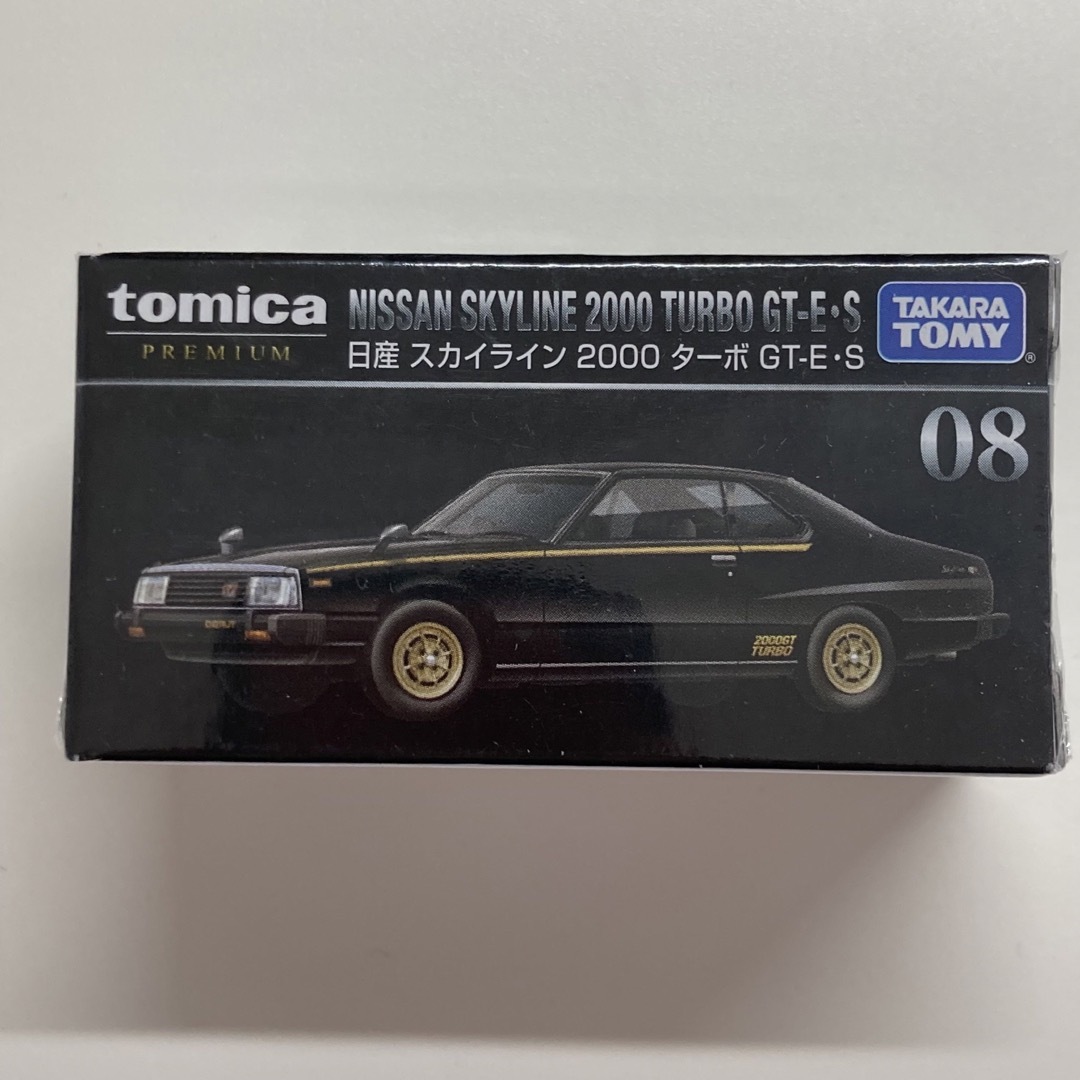 tomica
PREMIUM
NISSAN SKYLINE 2000 TURBO GT-E・S
日産 スカイライン 2000 ターボ GT-E・S
TAKARA
TOMY
®
08
2000GT
TURBO